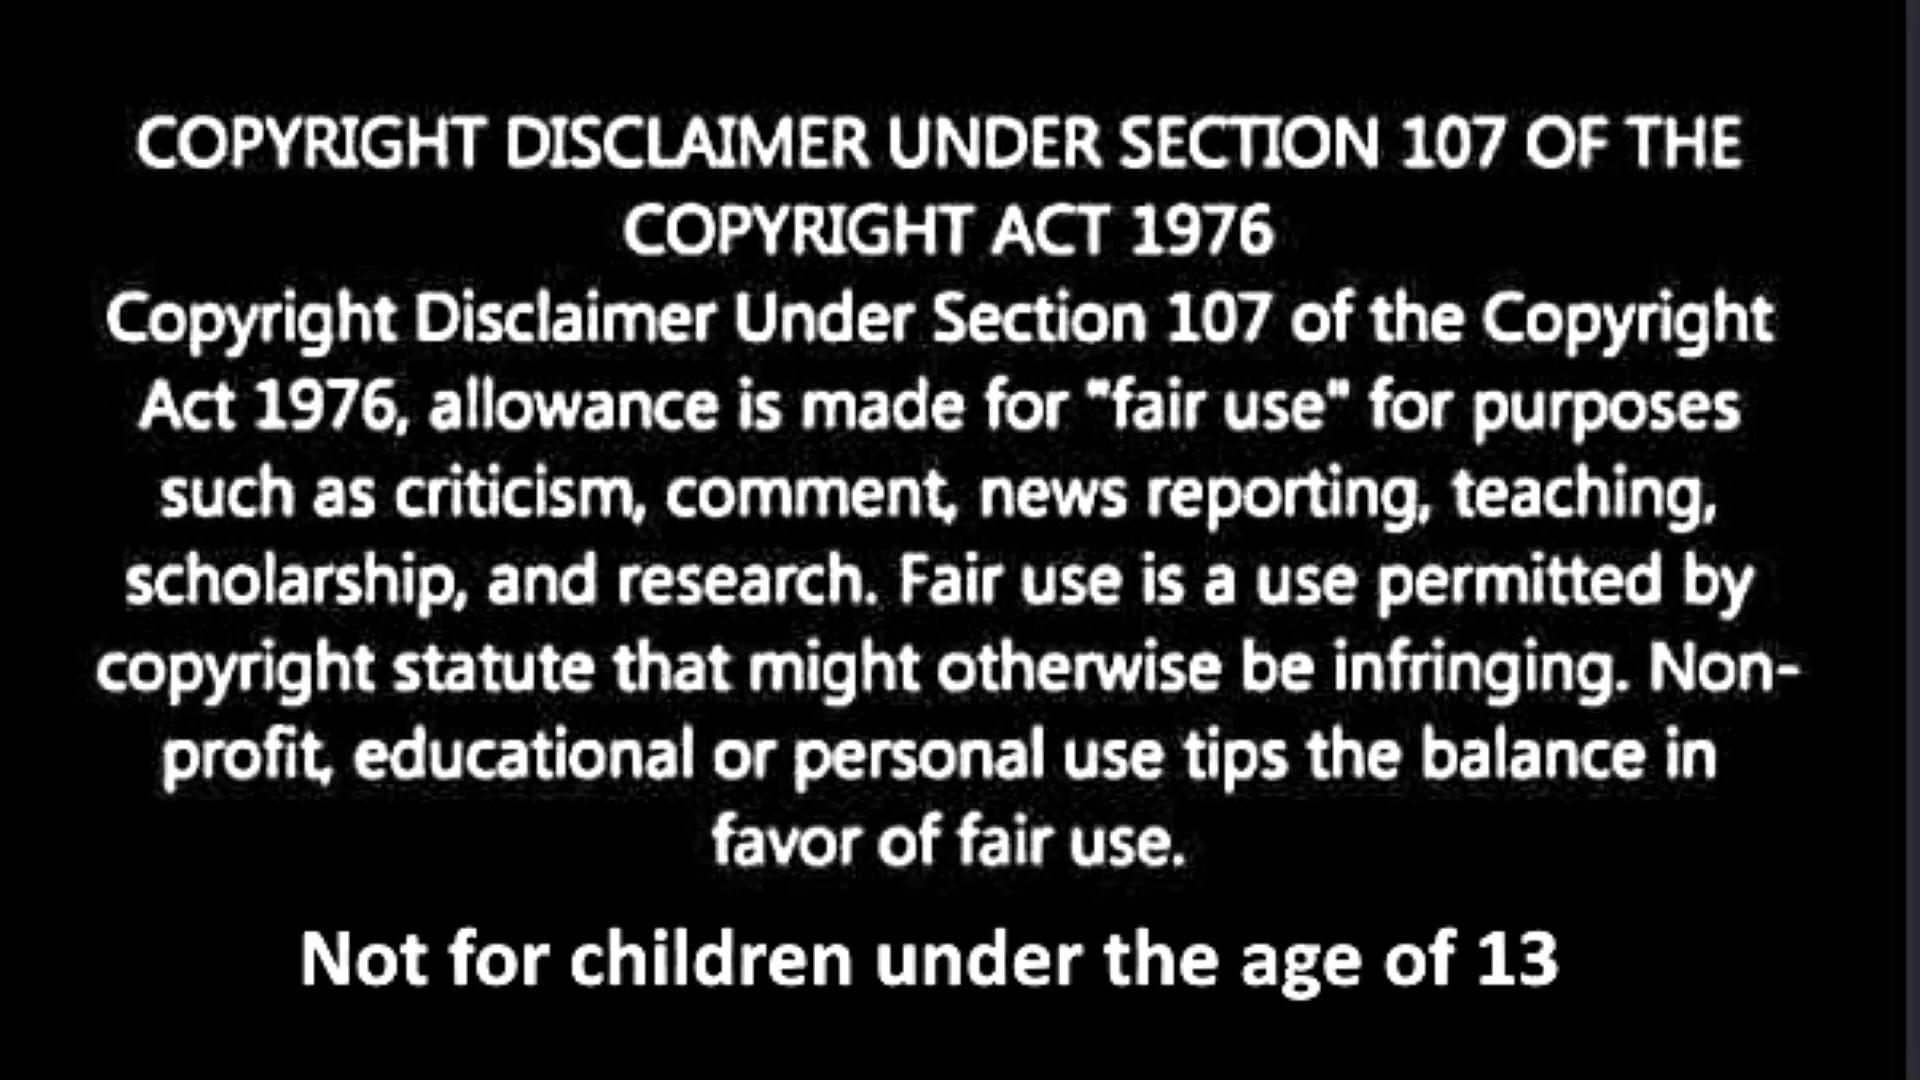 COPYRIGHT DISCLAIMER UNDER SECTION 107 OF THE
COPYRIGHT ACT 1976
Copyright Disclaimer Under Section 107 of the Copyright
Act 1976, allowance is made for "fair use" for purposes
such as criticism, comment, news reporting, teaching,
scholarship, and research. Fair use is a use permitted by
copyright statute that might otherwise be infringing. Non-
profit, educational or personal use tips the balance in
favor of fair use.
Not for children under the age of 13